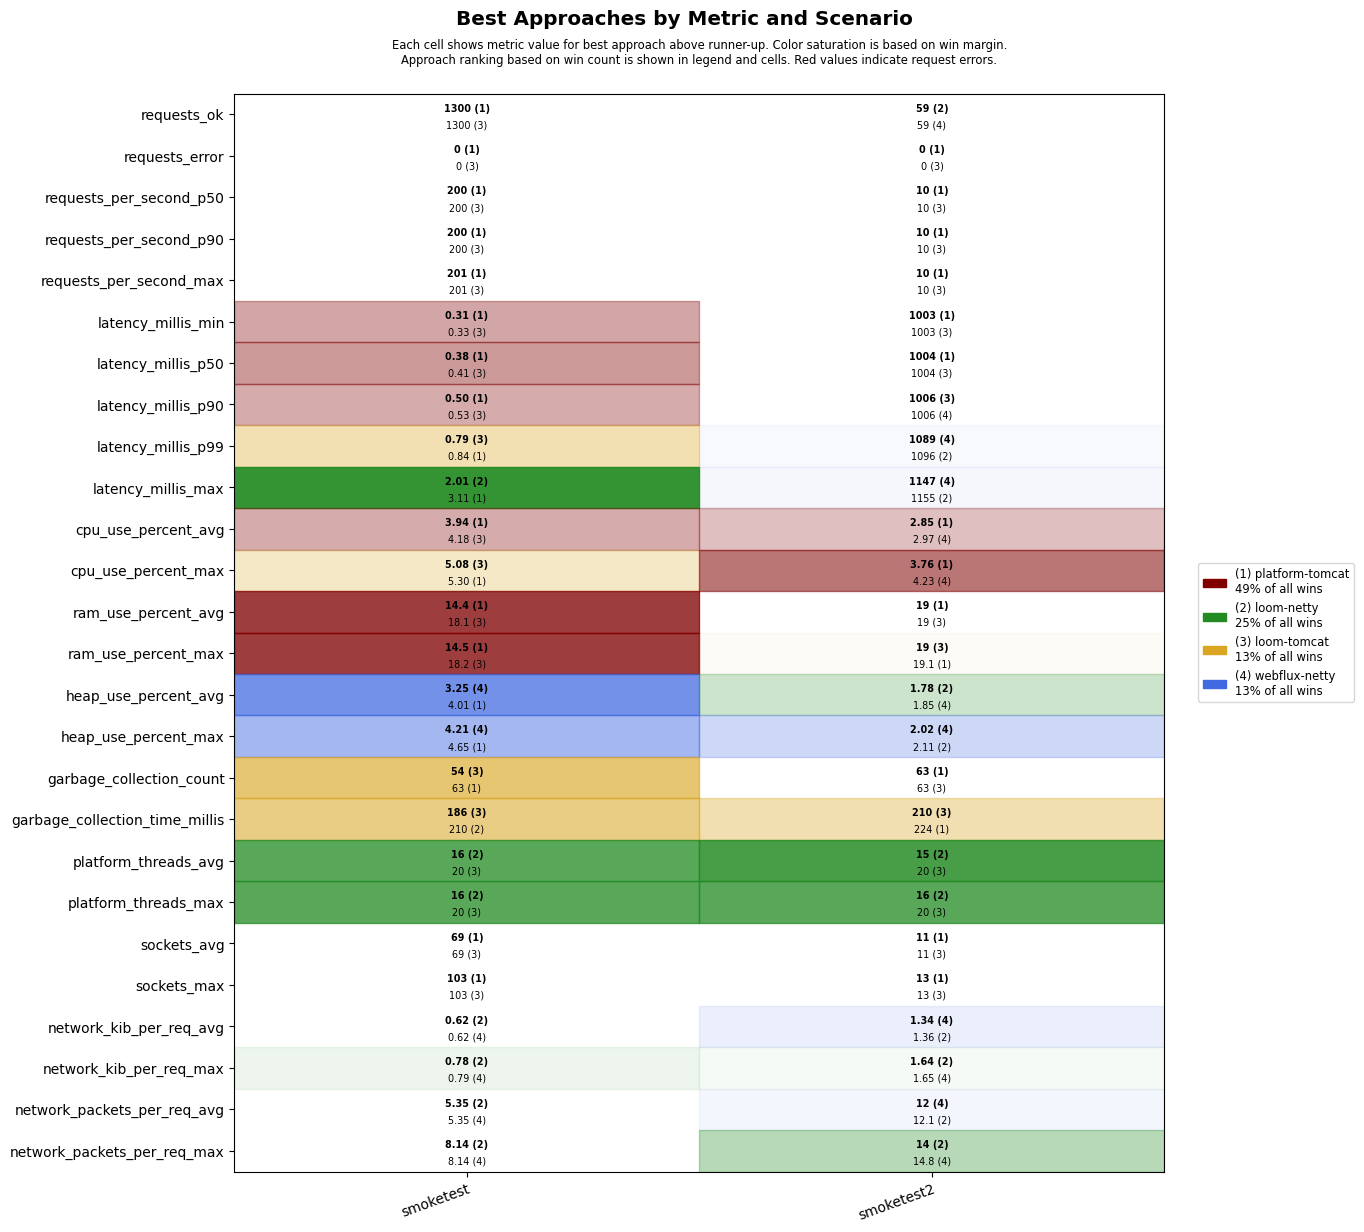 Best Approaches by Metric and Scenario
Each cell shows metric value for best approach above runner-up. Color saturation is based on win margin.
Approach ranking based on win count is shown in legend and cells. Red values indicate request errors.
requests_ok
1300 (1)
1300 (3)
59 (2)
59 (4)
requests_error
0 (1)
0 (3)
0 (1)
0 (3)
requests_per_second_p50
200 (1)
200 (3)
10 (1)
10 (3)
requests_per_second_p90
200 (1)
200 (3)
10 (1)
10 (3)
requests_per_second_max
201 (1)
201 (3)
10 (1)
10 (3)
latency_millis_min
0.31 (1)
0.33 (3)
1003 (1)
1003 (3)
latency_millis_p50
0.38 (1)
0.41 (3)
1004 (1)
1004 (3)
latency_millis_p90
0.50 (1)
0.53 (3)
1006 (3)
1006 (4)
latency_millis_p99
0.79 (3)
0.84 (1)
1089 (4)
1096 (2)
latency_millis_max
2.01 (2)
3.11 (1)
1147 (4)
1155 (2)
cpu_use_percent_avg
3.94 (1)
4.18 (3)
2.85 (1)
2.97 (4)
cpu_use_percent_max
5.08 (3)
5.30 (1)
3.76 (1)
4.23 (4)
ram_use_percent_avg
14.4 (1)
18.1 (3)
19 (1)
19 (3)
ram_use_percent_max
14.5 (1)
18.2 (3)
19 (3)
19.1 (1)
heap_use_percent_avg
3.25 (4)
4.01 (1)
1.78 (2)
1.85 (4)
heap_use_percent_max
4.21 (4)
4.65 (1)
2.02 (4)
2.11 (2)
garbage_collection_count
54 (3)
63 (1)
63 (1)
63 (3)
garbage_collection_time_millis
186 (3)
210 (2)
210 (3)
224 (1)
platform_threads_avg
16 (2)
20 (3)
15 (2)
20 (3)
platform_threads_max
16 (2)
20 (3)
16 (2)
20 (3)
sockets_avg
69 (1)
69 (3)
11 (1)
11 (3)
sockets_max
103 (1)
103 (3)
13 (1)
13 (3)
network_kib_per_req_avg
0.62 (2)
0.62 (4)
1.34 (4)
1.36 (2)
network_kib_per_req_max
0.78 (2)
0.79 (4)
1.64 (2)
1.65 (4)
network_packets_per_req_avg
5.35 (2)
5.35 (4)
12 (4)
12.1 (2)
network_packets_per_req_max
8.14 (2)
8.14 (4)
14 (2)
14.8 (4)
smoketest
smoketest2
(1) platform-tomcat
49% of all wins
(2) loom-netty
25% of all wins
(3) loom-tomcat
13% of all wins
(4) webflux-netty
13% of all wins